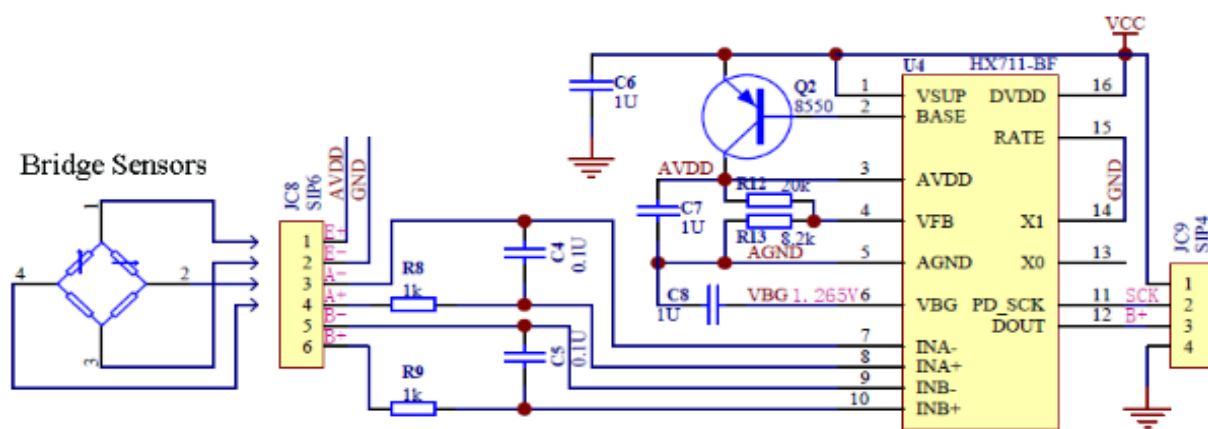 VCC
U4 HX711-BF
C6
1U
Q2
8550
1 VSUP DVDD 16
2 BASE
RATE 15
GND
Bridge Sensors
AVDD
3 AVDD
R12 20k
C7
1U
4 VFB X1 14
R13 8.2k
AGND
5 AGND X0 13
C8
1U
VBG 1.265V 6 VBG PD_SCK 11 SCK
DOUT 12 B+
7 INA-
8 INA+
9 INB-
10 INB+
JC9
SIP4
1
2
3
4
JC8
SIP6
AVDD
GND
1 E+
2 E-
3 A-
4 A+
5 B-
6 B+
R8
1k
C4
0.1U
R9
1k
C5
0.1U
1
2
3
4